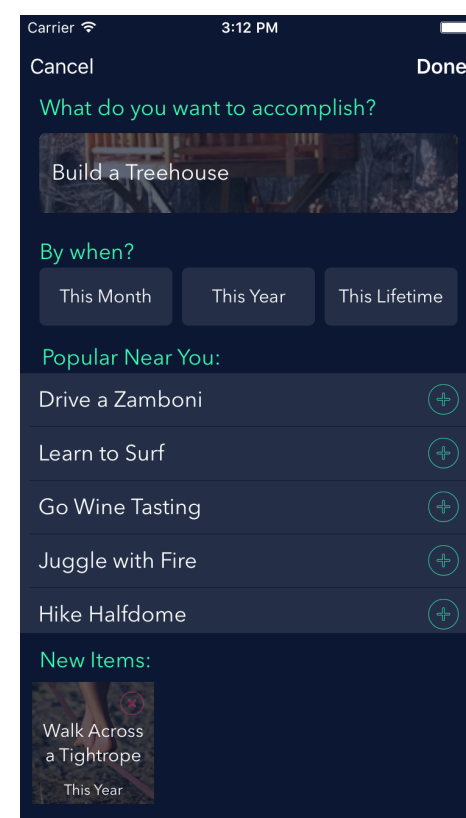 Carrier 3:12 PM
Cancel Done
What do you want to accomplish?
Build a Treehouse
By when?
This Month This Year This Lifetime
Popular Near You:
Drive a Zamboni
Learn to Surf
Go Wine Tasting
Juggle with Fire
Hike Halfdome
New Items:
Walk Across
a Tightrope
This Year